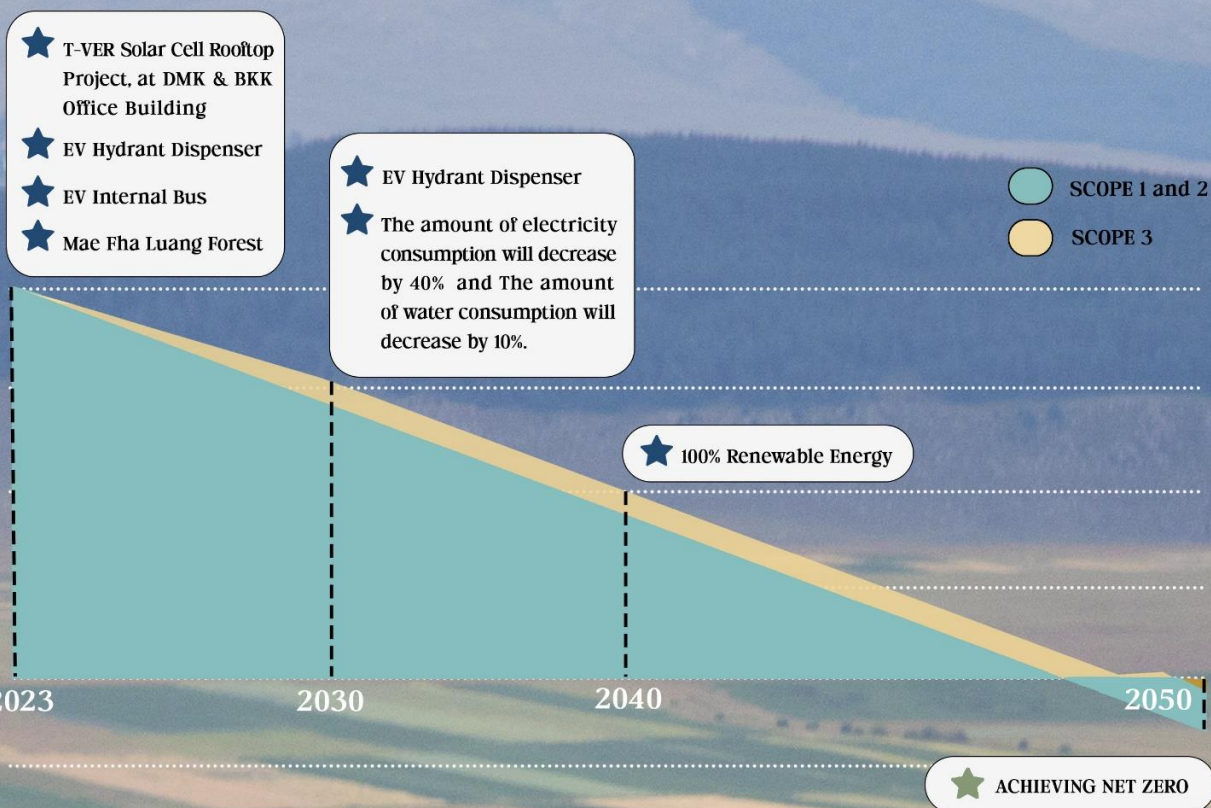 T-VER Solar Cell Rooftop
Project, at DMK & BKK
Office Building
EV Hydrant Dispenser
EV Internal Bus
Mae Fha Luang Forest
EV Hydrant Dispenser
The amount of electricity
consumption will decrease
by 40% and The amount
of water consumption will
decrease by 10%.
SCOPE 1 and 2
SCOPE 3
100% Renewable Energy
2023
2030
2040
2050
ACHIEVING NET ZERO